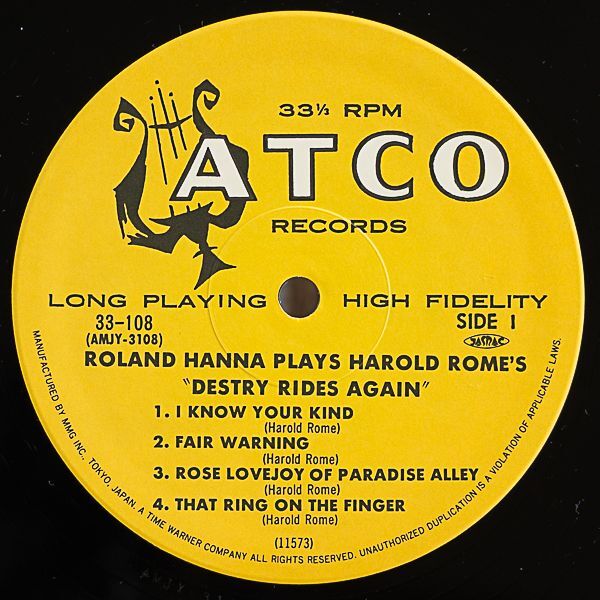 33⅓ RPM
ATCO
RECORDS
LONG PLAYING HIGH FIDELITY
33-108 SIDE 1
(AMJY-3108) JASRAC
ROLAND HANNA PLAYS HAROLD ROME'S
"DESTRY RIDES AGAIN"
1. I KNOW YOUR KIND
(Harold Rome)
2. FAIR WARNING
(Harold Rome)
3. ROSE LOVEJOY OF PARADISE ALLEY
(Harold Rome)
4. THAT RING ON THE FINGER
(Harold Rome)
(11573)
MANUFACTURED BY MMG INC., TOKYO, JAPAN. A TIME WARNER COMPANY ALL RIGHTS RESERVED. UNAUTHORIZED DUPLICATION IS A VIOLATION OF APPLICABLE LAWS.